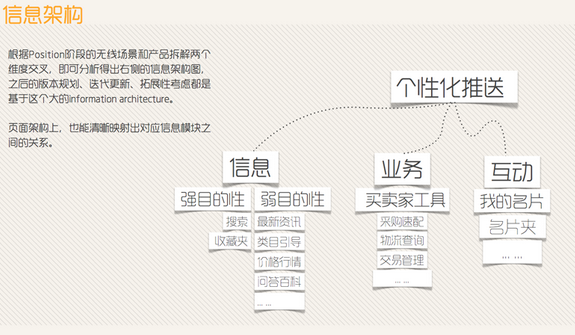 信息架构
根据Position阶段的无线场景和产品拆解两个
维度交叉，即可分析得出右侧的信息架构图，
之后的版本规划、迭代更新、拓展性考虑都是
基于这个大的information architecture。
页面架构上，也能清晰映射出对应信息模块之
间的关系。
个性化推送
信息
强目的性
搜索
收藏夹
弱目的性
最新资讯
类目引导
价格行情
问答百科
... ...
业务
买卖家工具
采购速配
物流查询
交易管理
... ...
互动
我的名片
名片夹
... ...